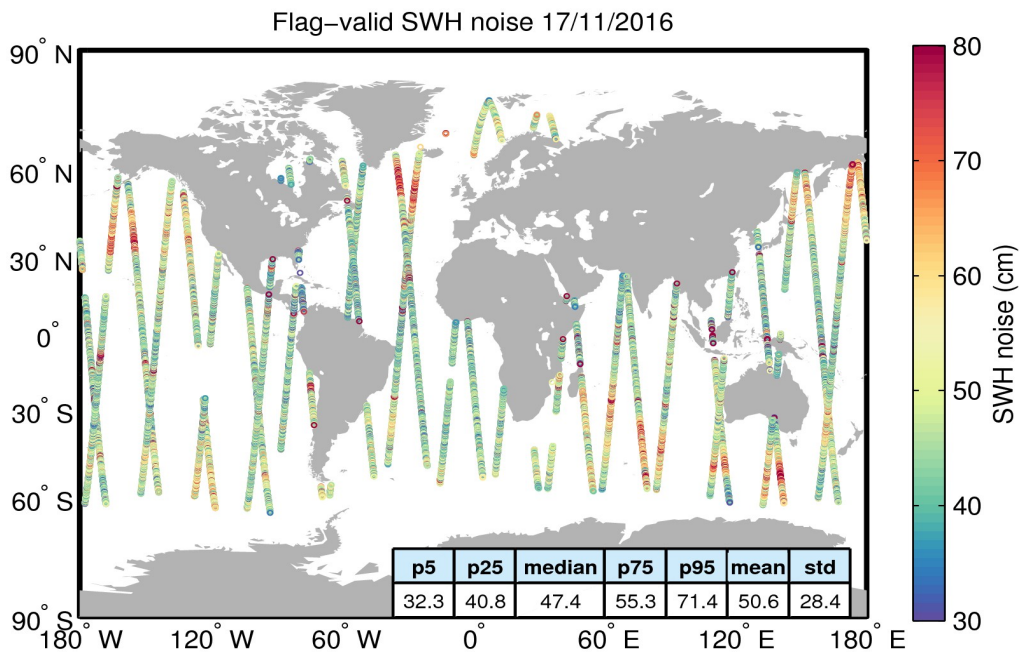 Flag−valid SWH noise 17/11/2016
90° N
60° N
30° N
0°
30° S
60° S
90° S
180° W
120° W
60° W
0°
60° E
120° E
180° E
80
70
60
50
40
30
SWH noise (cm)
p5 p25 median p75 p95 mean std
32.3 40.8 47.4 55.3 71.4 50.6 28.4